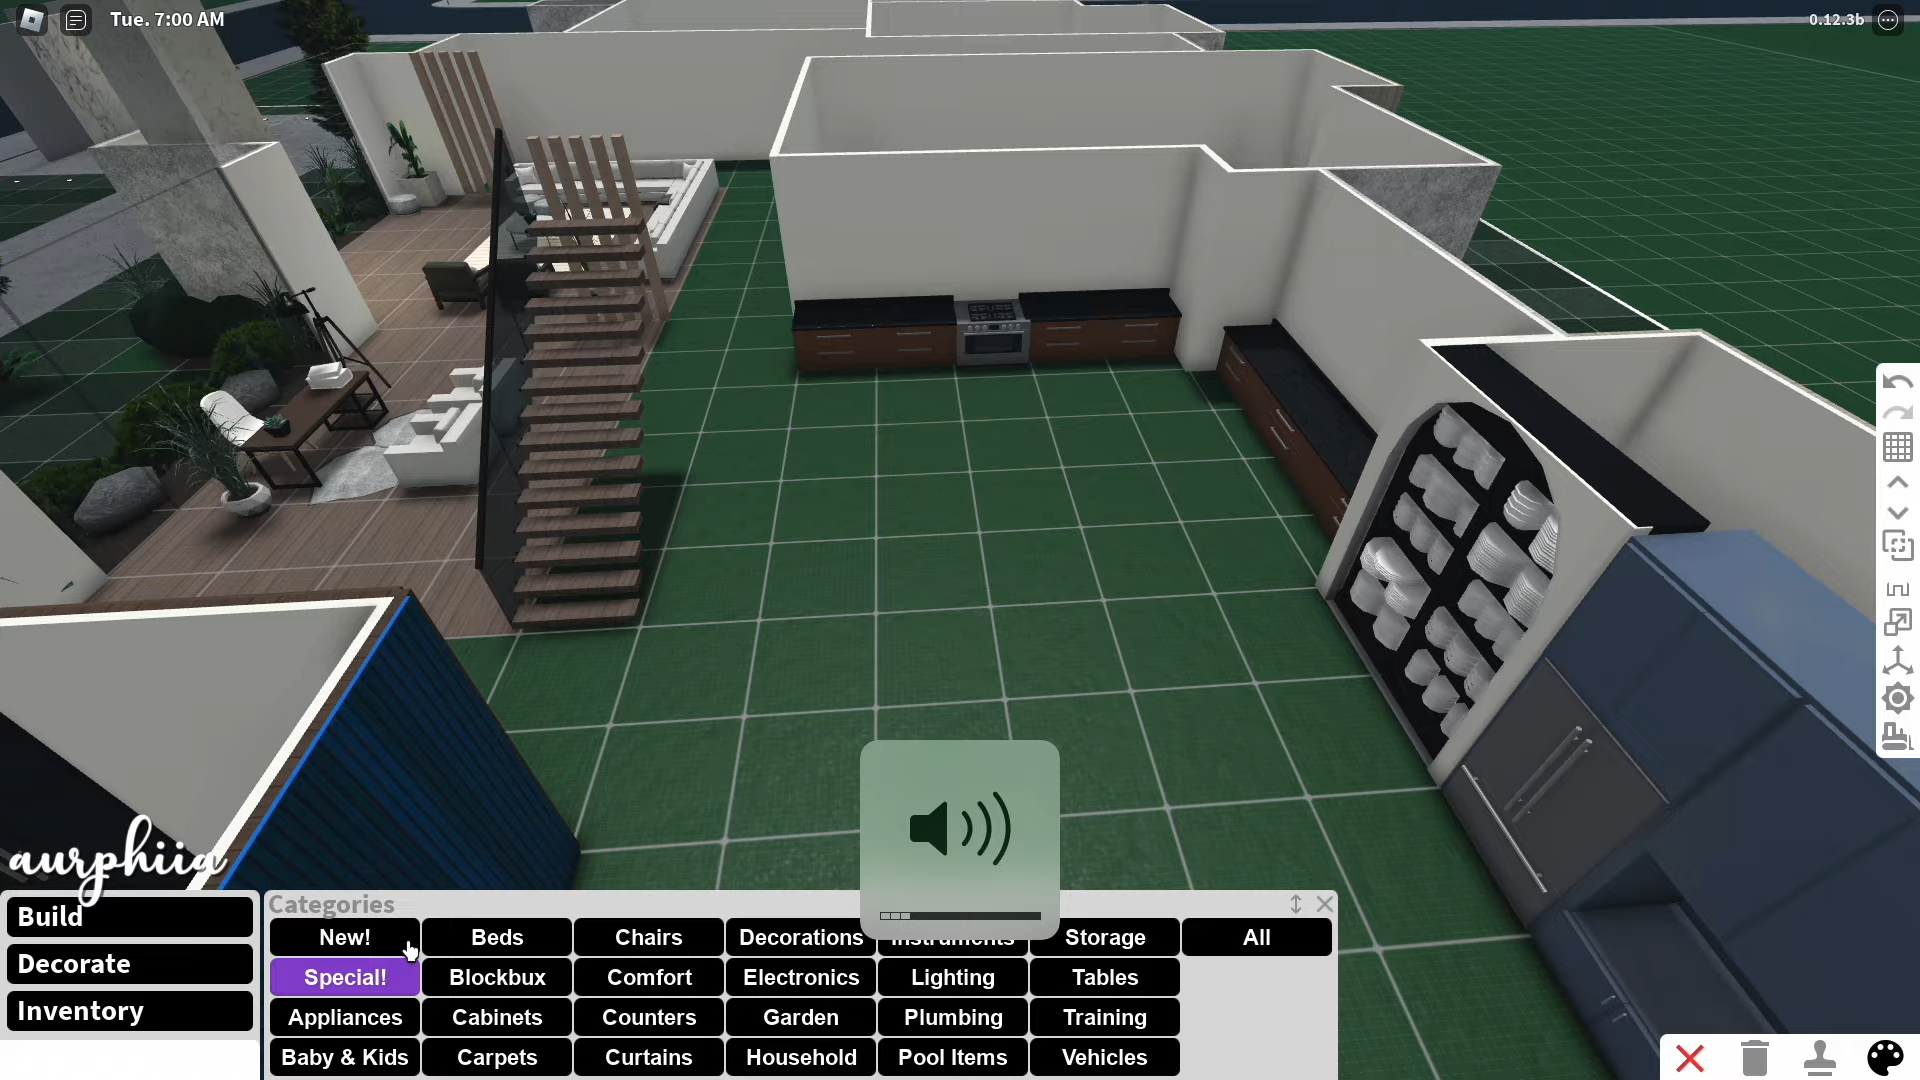 Tue. 7:00 AM
0.12.3b
aurphiia
Build
Decorate
Inventory
Categories
New! Beds Chairs Decorations Instruments Storage All
Special! Blockbux Comfort Electronics Lighting Tables
Appliances Cabinets Counters Garden Plumbing Training
Baby & Kids Carpets Curtains Household Pool Items Vehicles